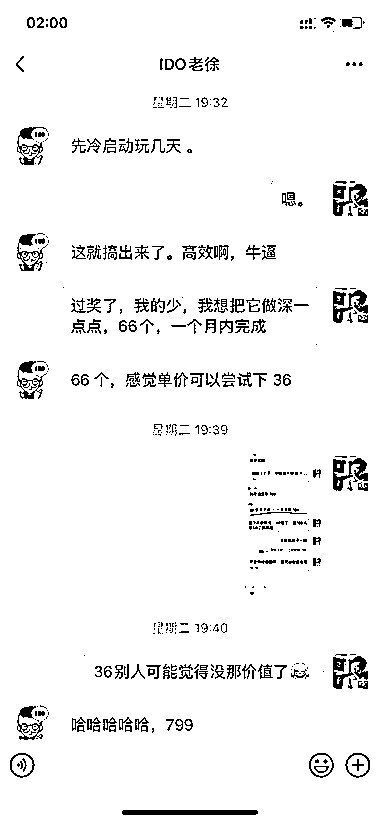 02:00
IDO老徐
星期二 19:32
先冷启动玩几天 。
嗯。
这就搞出来了。高效啊，牛逼
过奖了，我的少，我想把它做深一
点点，66个，一个月内完成
66 个，感觉单价可以尝试下 36
星期二 19:39
星期二 19:40
36别人可能觉得没那价值了
哈哈哈哈哈，799